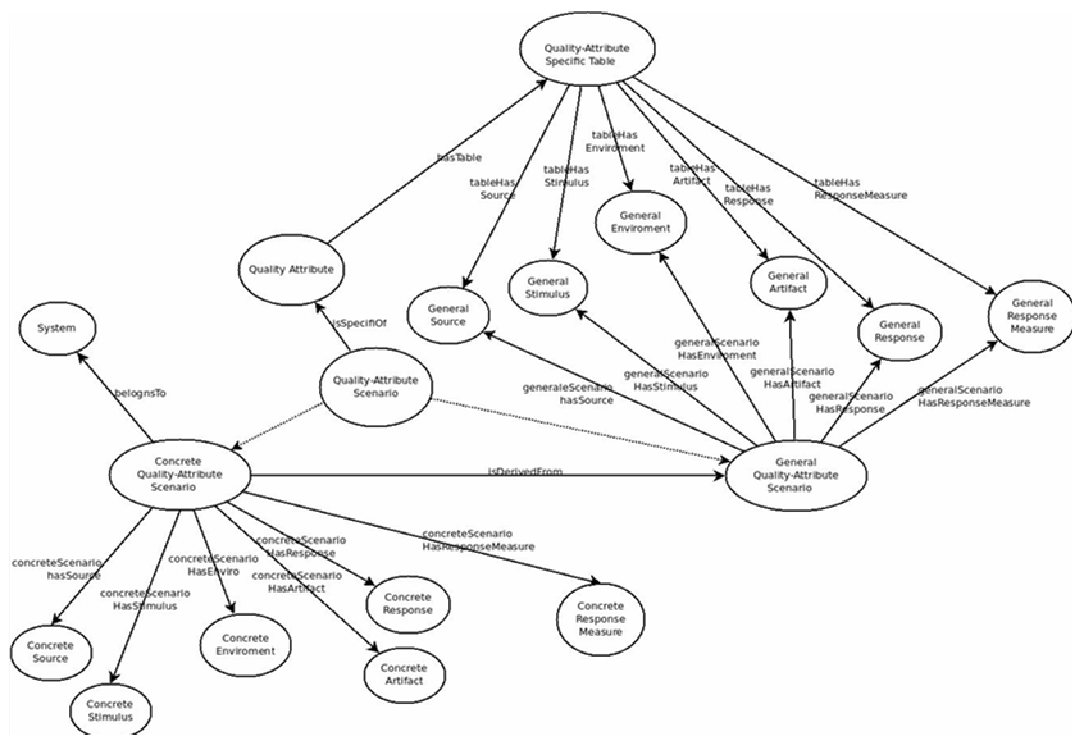 Quality-Attribute
Specific Table
hasTable
tableHas
Source
tableHas
Stimulus
tableHas
Enviroment
tableHas
Artifact
tableHas
Response
tableHas
ResponseMeasure
General
Enviroment
Quality Attribute
General
Stimulus
General
Artifact
General
Source
General
Response
General
Response
Measure
System
isSpecifiOf
Quality-Attribute
Scenario
generaleScenario
hasSource
generalScenario
HasStimulus
generalScenario
HasEnviroment
generalScenario
HasArtifact
generalScenario
HasResponse
generalScenario
HasResponseMeasure
belognsTo
Concrete
Quality-Attribute
Scenario
isDerivedFrom
General
Quality-Attribute
Scenario
concreteScenario
hasSource
concreteScenario
HasStimulus
concreteScenario
HasEnviro
concreteScenario
HasArtifact
concreteScenario
HasResponse
concreteScenario
HasResponseMeasure
Concrete
Source
Concrete
Stimulus
Concrete
Enviroment
Concrete
Artifact
Concrete
Response
Concrete
Response
Measure